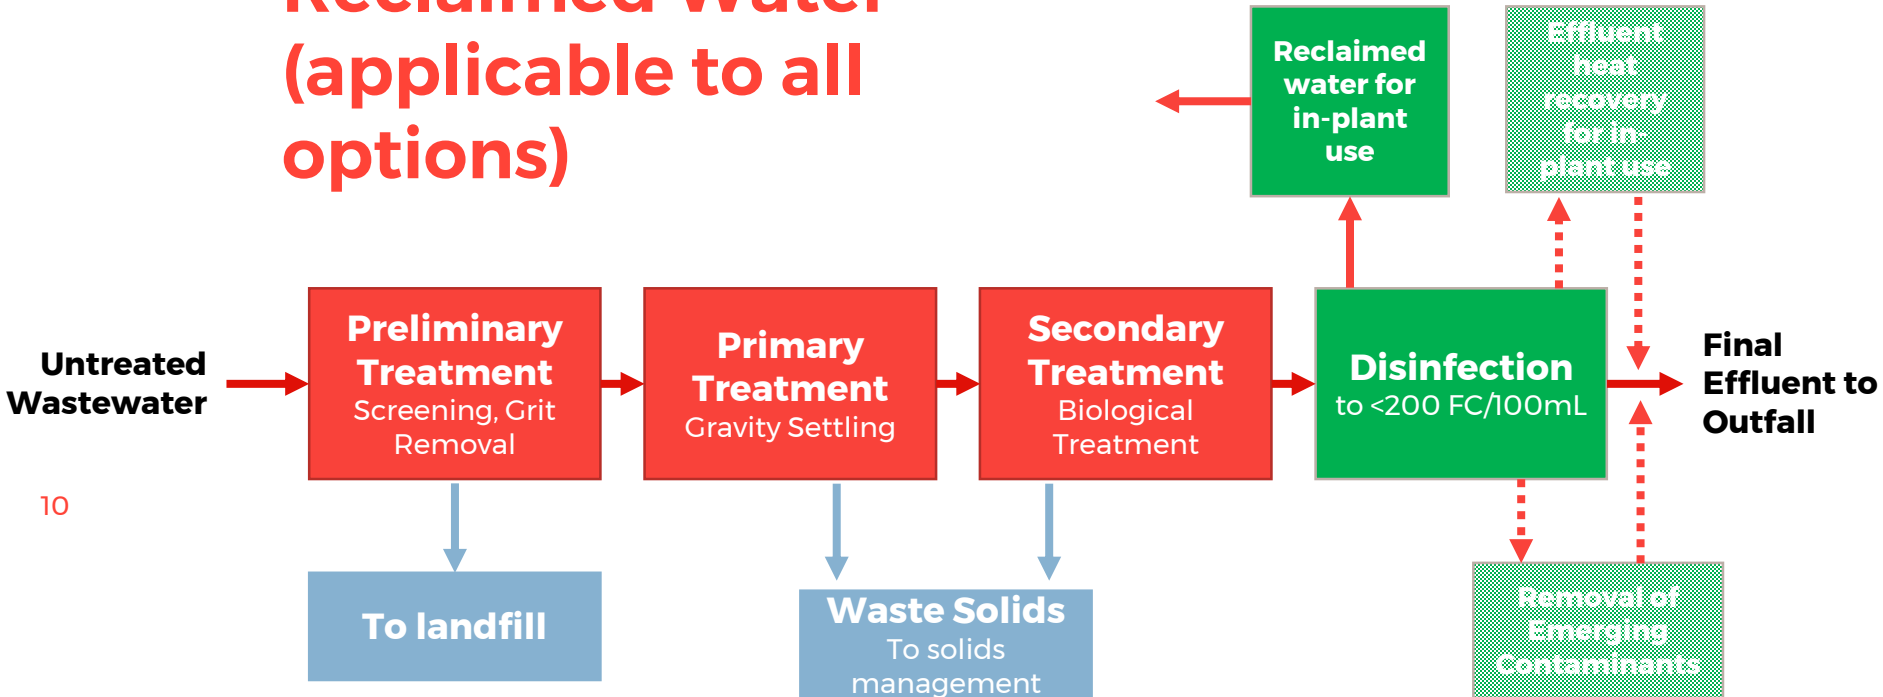 Reclaimed Water
(applicable to all
options)
Reclaimed
water for
in-plant
use
Effluent
heat
recovery
for in-
plant use
Untreated
Wastewater
Preliminary
Treatment
Screening, Grit
Removal
Primary
Treatment
Gravity Settling
Secondary
Treatment
Biological
Treatment
Disinfection
to <200 FC/100mL
Final
Effluent to
Outfall
10
To landfill
Waste Solids
To solids
management
Removal of
Emerging
Contaminants